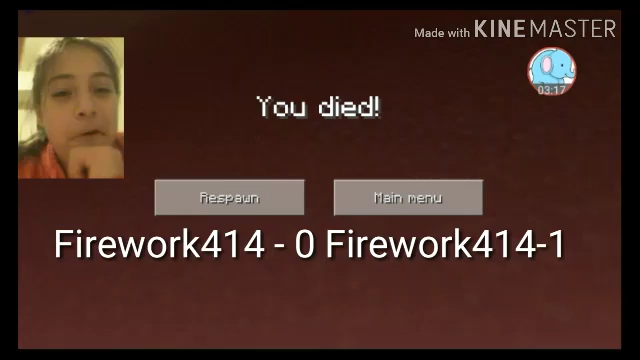 Made with KINEMASTER
03:17
You died!
Respawn Main menu
Firework414 - 0 Firework414-1